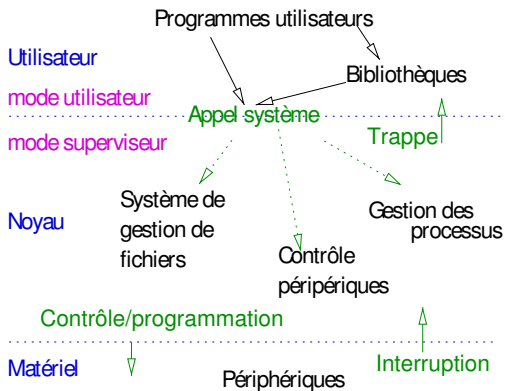 Programmes utilisateurs
Utilisateur
Bibliothèques
mode utilisateur
Appel système
mode superviseur
Trappe
Système de
gestion de
fichiers
Noyau
Gestion des
processus
Contrôle
péripériques
Contrôle/programmation
Interruption
Matériel
Périphériques